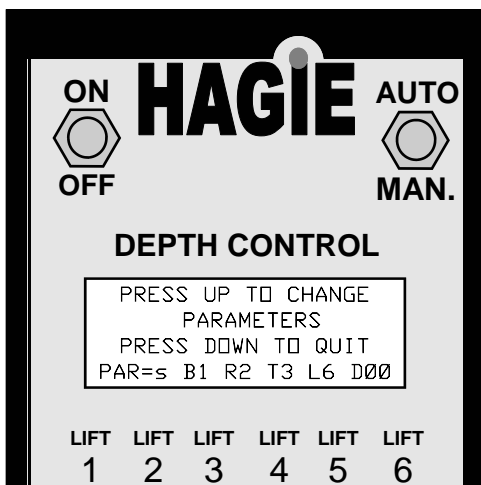 HAGIE
ON
AUTO
OFF
MAN.
DEPTH CONTROL
PRESS UP TO CHANGE
PARAMETERS
PRESS DOWN TO QUIT
PAR=s B1 R2 T3 L6 D00
LIFT LIFT LIFT LIFT LIFT LIFT
1 2 3 4 5 6